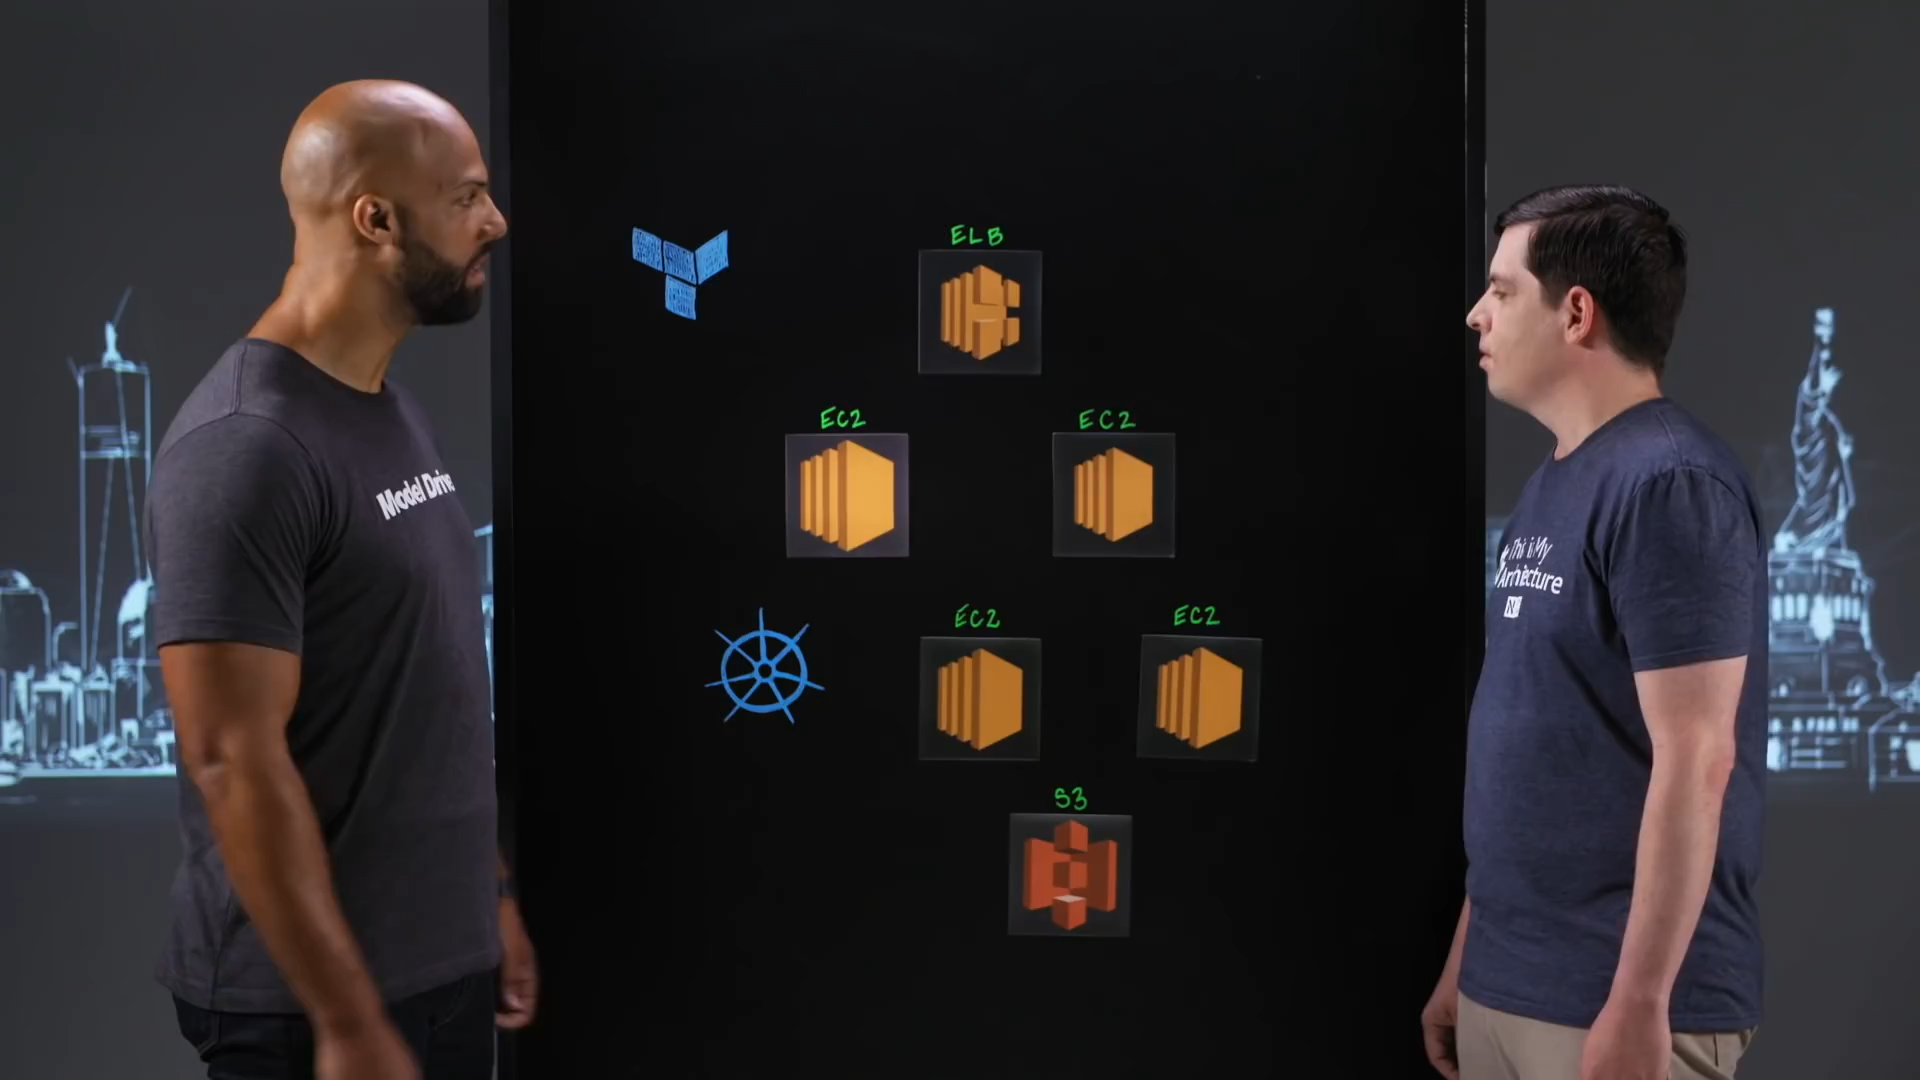 ELB
EC2
EC2
EC2
EC2
S3
Model Drive
This is My
Architecture